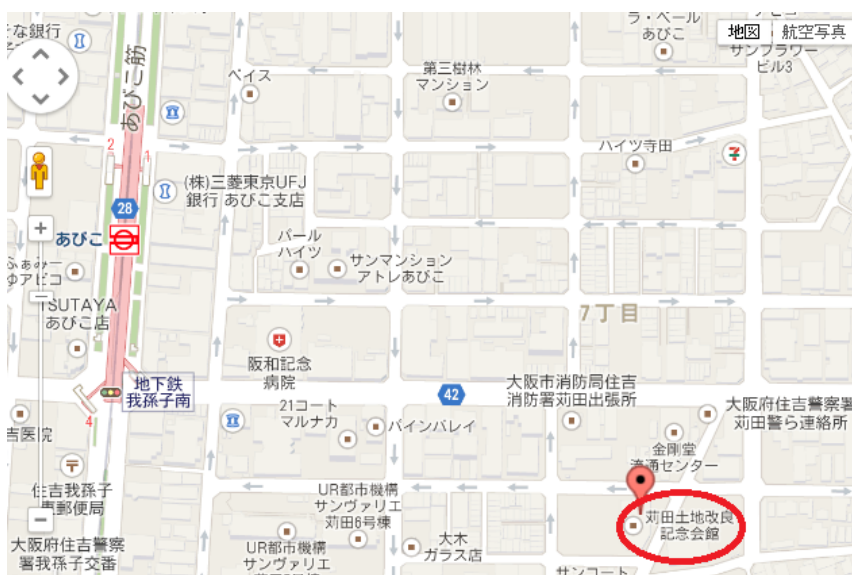 な銀行
ラ・ベール
あびこ
地図
航空写真
サンフラワー
ビル3
あびこ筋
ベイス
第三樹林
マンション
2
1
ハイツ寺田
(株)三菱東京UFJ
銀行 あびこ支店
28
あびこ
パール
ハイツ
サンマンション
アトレあびこ
ふぁみー
ゆアビコ
TSUTAYA
あびこ店
7丁目
阪和記念
病院
地下鉄
我孫子南
42
大阪市消防局住吉
消防署苅田出張所
4
21コート
マルナカ
パインバレイ
大阪府住吉警察署
苅田警ら連絡所
吉医院
金剛堂
流通センター
住吉我孫子
東郵便局
UR都市機構
サンヴァリエ
苅田6号棟
苅田土地改良
記念会館
大阪府住吉警察
署我孫子交番
UR都市機構
サンヴァリエ
大木
ガラス店
サンコート